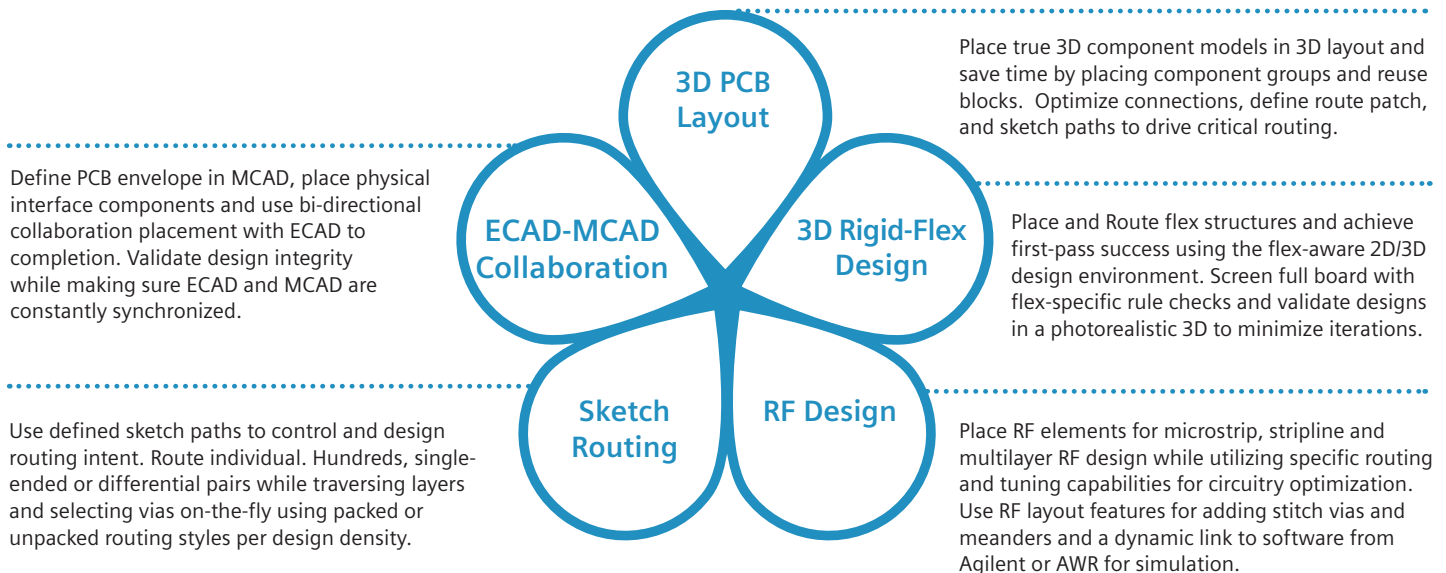 3D PCB
Layout
Place true 3D component models in 3D layout and
save time by placing component groups and reuse
blocks.  Optimize connections, define route patch,
and sketch paths to drive critical routing.
ECAD-MCAD
Collaboration
Define PCB envelope in MCAD, place physical
interface components and use bi-directional
collaboration placement with ECAD to
completion. Validate design integrity
while making sure ECAD and MCAD are
constantly synchronized.
3D Rigid-Flex
Design
Place and Route flex structures and achieve
first-pass success using the flex-aware 2D/3D
design environment. Screen full board with
flex-specific rule checks and validate designs
in a photorealistic 3D to minimize iterations.
Sketch
Routing
Use defined sketch paths to control and design
routing intent. Route individual. Hundreds, single-
ended or differential pairs while traversing layers
and selecting vias on-the-fly using packed or
unpacked routing styles per design density.
RF Design
Place RF elements for microstrip, stripline and
multilayer RF design while utilizing specific routing
and tuning capabilities for circuitry optimization.
Use RF layout features for adding stitch vias and
meanders and a dynamic link to software from
Agilent or AWR for simulation.